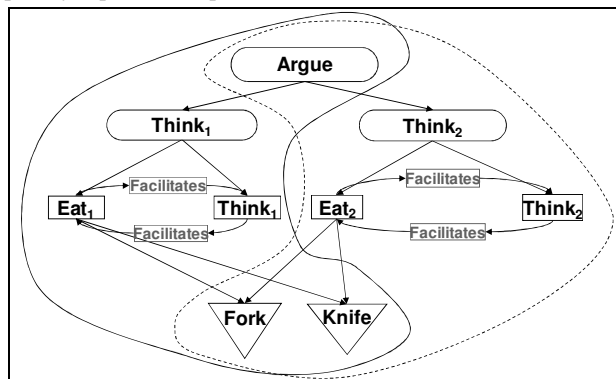 Argue
Think₁
Think₂
Facilitates
Facilitates
Eat₁
Think₁
Eat₂
Think₂
Facilitates
Facilitates
Fork
Knife